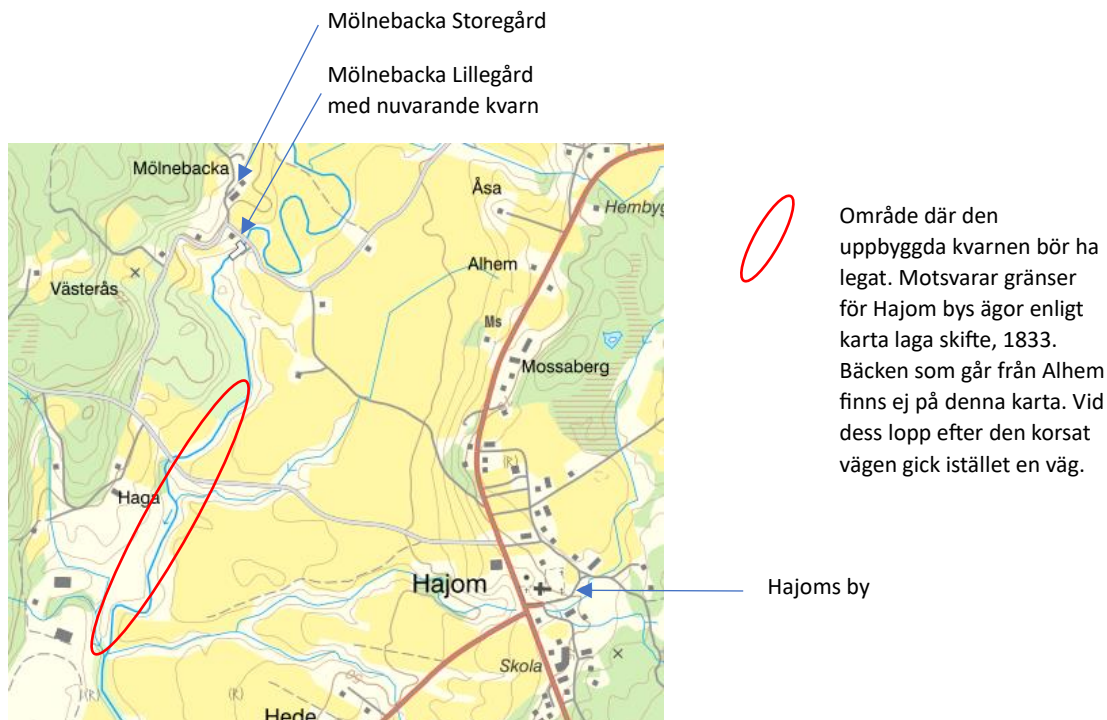 Mölnebacka Storegård
Mölnebacka Lillegård
med nuvarande kvarn
Mölnebacka
Åsa
Hembyg
Alhem
Västerås
Ms
Mossaberg
(R)
Haga
Hajom
Skola
(R)
(R)
Hede
Område där den
uppbyggda kvarnen bör ha
legat. Motsvarar gränser
för Hajom bys ägor enligt
karta laga skifte, 1833.
Bäcken som går från Alhem
finns ej på denna karta. Vid
dess lopp efter den korsat
vägen gick istället en väg.
Hajoms by